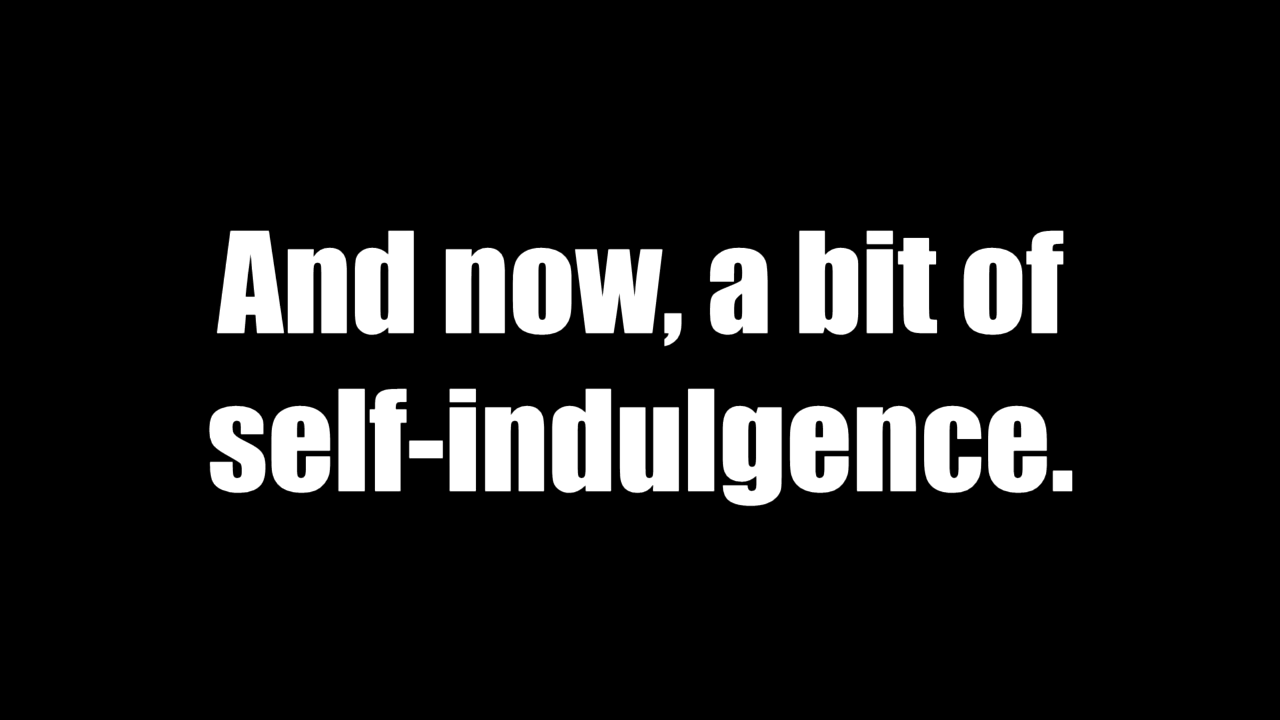 And now, a bit of
self-indulgence.